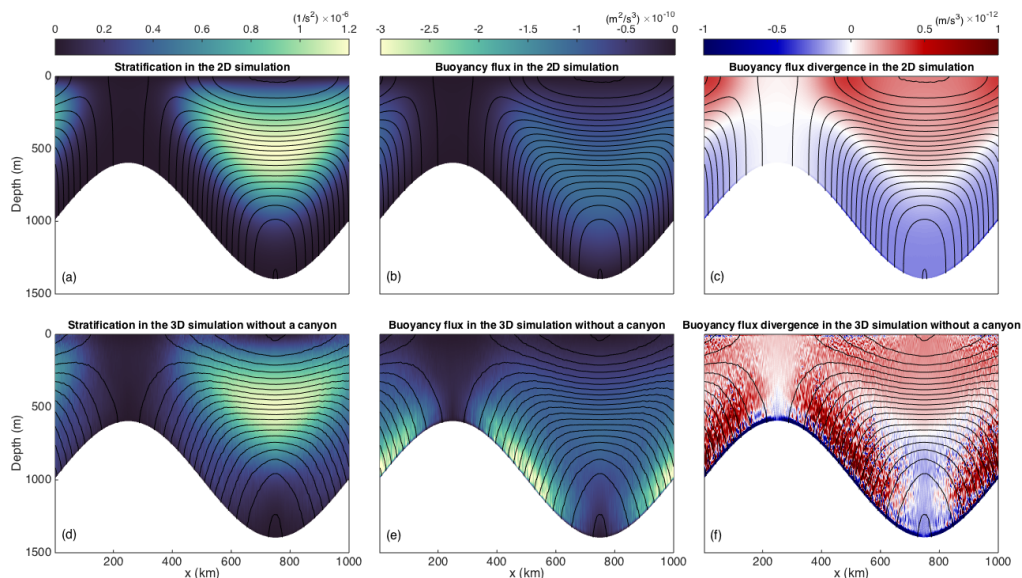 (1/s²) ×10⁻⁶
0 0.2 0.4 0.6 0.8 1 1.2
(m²/s³) ×10⁻¹⁰
-3 -2.5 -2 -1.5 -1 -0.5 0
(m/s³) ×10⁻¹²
-1 -0.5 0 0.5 1
Stratification in the 2D simulation
Buoyancy flux in the 2D simulation
Buoyancy flux divergence in the 2D simulation
0
500
1000
1500
Depth (m)
(a)
(b)
(c)
Stratification in the 3D simulation without a canyon
Buoyancy flux in the 3D simulation without a canyon
Buoyancy flux divergence in the 3D simulation without a canyon
0
500
1000
1500
Depth (m)
(d)
(e)
(f)
200 400 600 800 1000
x (km)
200 400 600 800 1000
x (km)
200 400 600 800 1000
x (km)